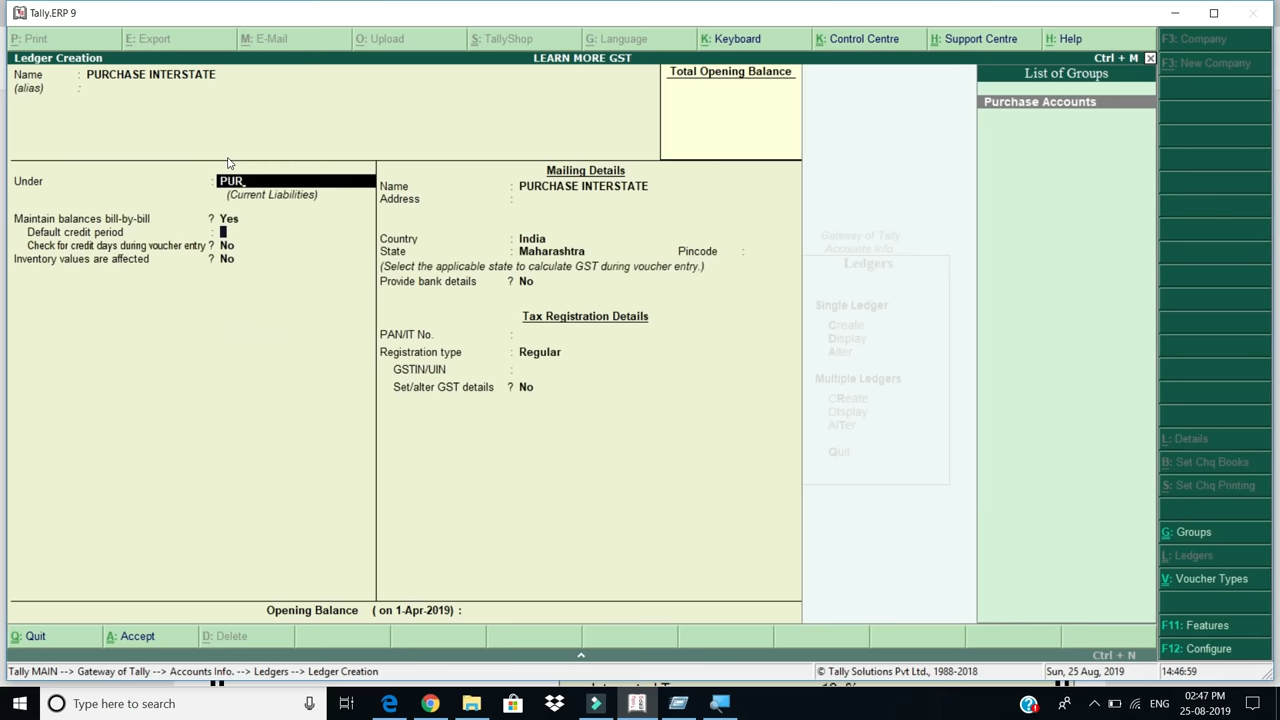 Tally.ERP 9
P: Print
E: Export
M: E-Mail
O: Upload
S: TallyShop
G: Language
K: Keyboard
K: Control Centre
H: Support Centre
H: Help
F3: Company
Ledger Creation
LEARN MORE GST
Ctrl + M
F3: New Company
Name : PURCHASE INTERSTATE
(alias) :
Total Opening Balance
List of Groups
Purchase Accounts
Under : PUR
(Current Liabilities)
Maintain balances bill-by-bill ? Yes
Default credit period :
Check for credit days during voucher entry ? No
Inventory values are affected ? No
Mailing Details
Name : PURCHASE INTERSTATE
Address :
Country : India
State : Maharashtra Pincode :
(Select the applicable state to calculate GST during voucher entry.)
Provide bank details ? No
Tax Registration Details
PAN/IT No. :
Registration type : Regular
GSTIN/UIN :
Set/alter GST details ? No
Gateway of Tally
Accounts Info.
Ledgers
Single Ledger
Create
Display
Alter
Multiple Ledgers
CReate
DIsplay
AlTer
Quit
L: Details
B: Set Chq Books
S: Set Chq Printing
G: Groups
L: Ledgers
V: Voucher Types
F11: Features
F12: Configure
Opening Balance ( on 1-Apr-2019) :
Q: Quit
A: Accept
D: Delete
Ctrl + N
Tally MAIN --> Gateway of Tally --> Accounts Info. --> Ledgers --> Ledger Creation
© Tally Solutions Pvt Ltd., 1988-2018
Sun, 25 Aug, 2019
14:46:59
Type here to search
ENG
02:47 PM
25-08-2019